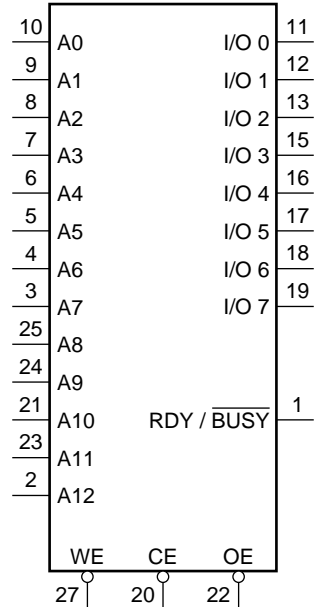 10 A0 I/O 0 11
9 A1 I/O 1 12
8 A2 I/O 2 13
7 A3 I/O 3 15
6 A4 I/O 4 16
5 A5 I/O 5 17
4 A6 I/O 6 18
3 A7 I/O 7 19
25 A8
24 A9
21 A10 RDY / BUSY 1
23 A11
2 A12
WE CE OE
27 20 22